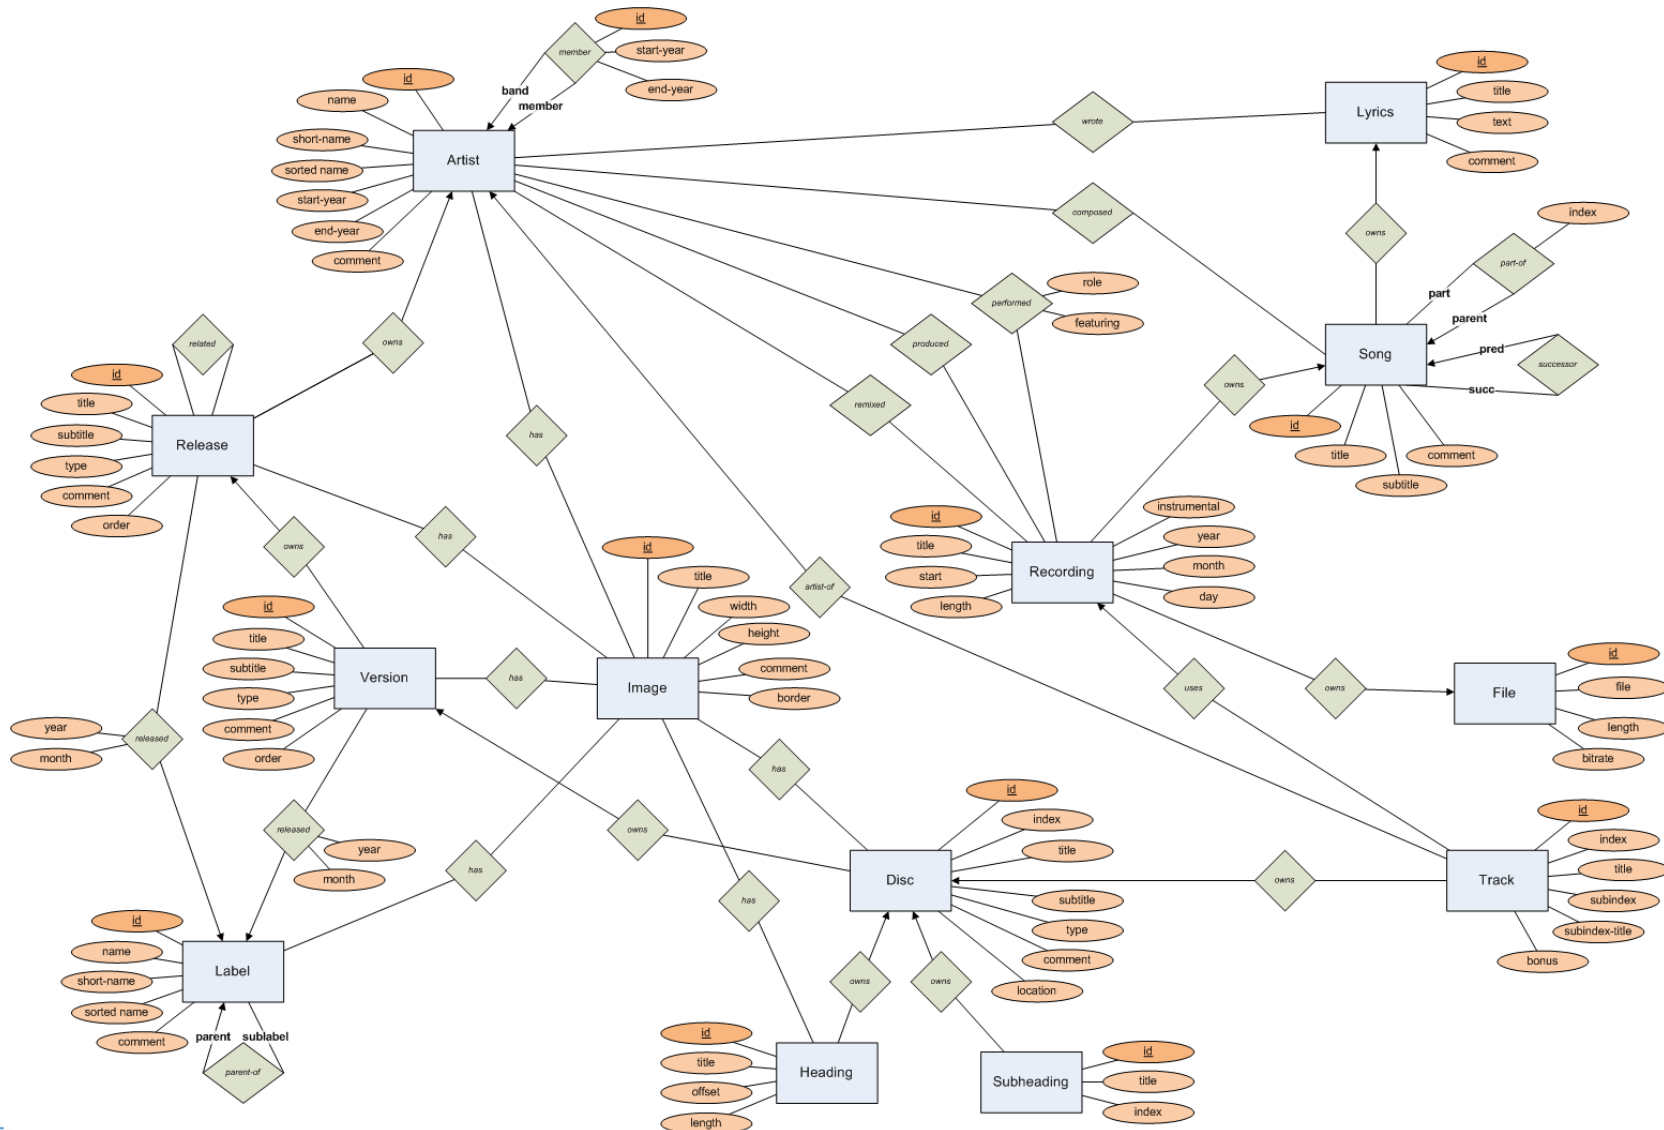 id
member
start-year
end-year
band
member
id
name
short-name
sorted name
start-year
end-year
comment
Artist
wrote
Lyrics
id
title
text
comment
composed
owns
index
part-of
part
parent
performed
role
featuring
produced
remixed
owns
Song
pred
successor
succ
id
title
subtitle
comment
related
owns
id
title
subtitle
type
comment
order
Release
has
has
owns
id
title
start
length
Recording
instrumental
year
month
day
artist-of
id
title
width
height
comment
border
Image
id
title
subtitle
type
comment
order
Version
has
uses
owns
File
id
file
length
bitrate
year
month
released
released
year
month
owns
has
has
id
index
title
subtitle
type
comment
location
Disc
owns
Track
id
index
title
subindex
subindex-title
bonus
id
name
short-name
sorted name
comment
Label
parent
sublabel
parent-of
has
owns
owns
id
title
offset
length
Heading
Subheading
id
title
index